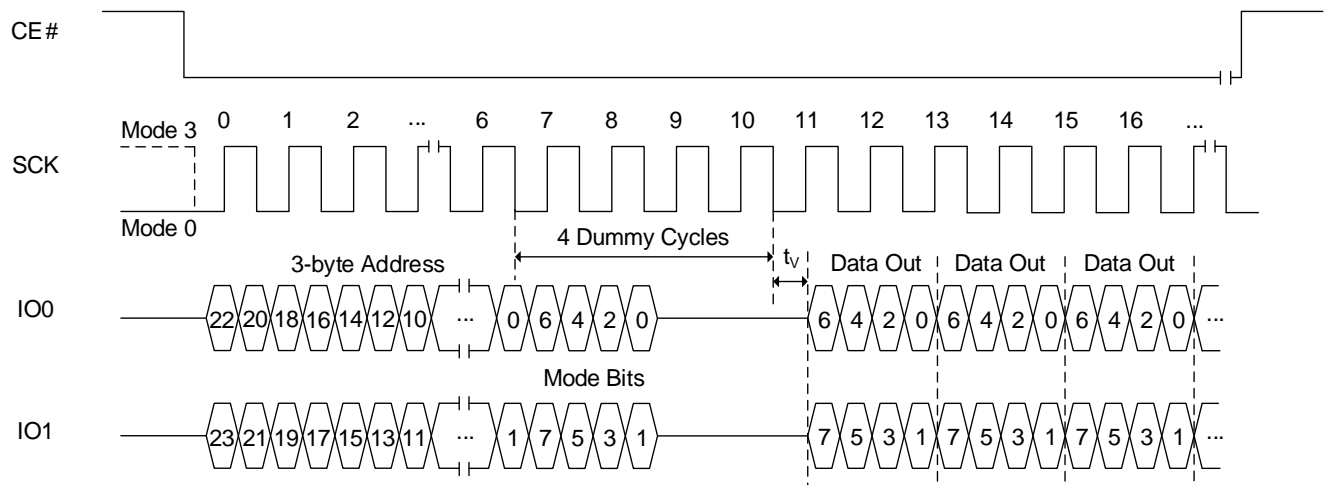 CE#
0 1 2 ... 6 7 8 9 10 11 12 13 14 15 16 ...
Mode 3
SCK
Mode 0
4 Dummy Cycles
3-byte Address tV Data Out Data Out Data Out
IO0 22 20 18 16 14 12 10 ... 0 6 4 2 0 6 4 2 0 6 4 2 0 6 4 2 0 ...
Mode Bits
IO1 23 21 19 17 15 13 11 ... 1 7 5 3 1 7 5 3 1 7 5 3 1 7 5 3 1 ...